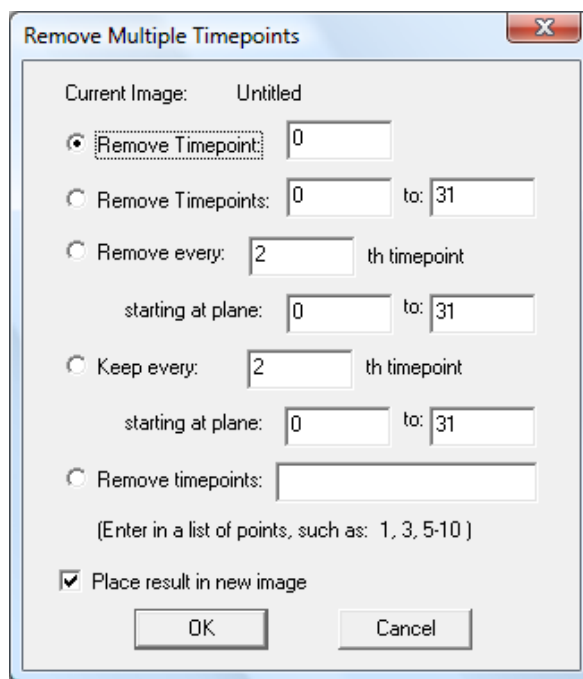 Remove Multiple Timepoints
Current Image: Untitled
Remove Timepoint: 0
Remove Timepoints: 0 to: 31
Remove every: 2 th timepoint
starting at plane: 0 to: 31
Keep every: 2 th timepoint
starting at plane: 0 to: 31
Remove timepoints:
(Enter in a list of points, such as: 1, 3, 5-10 )
Place result in new image
OK Cancel